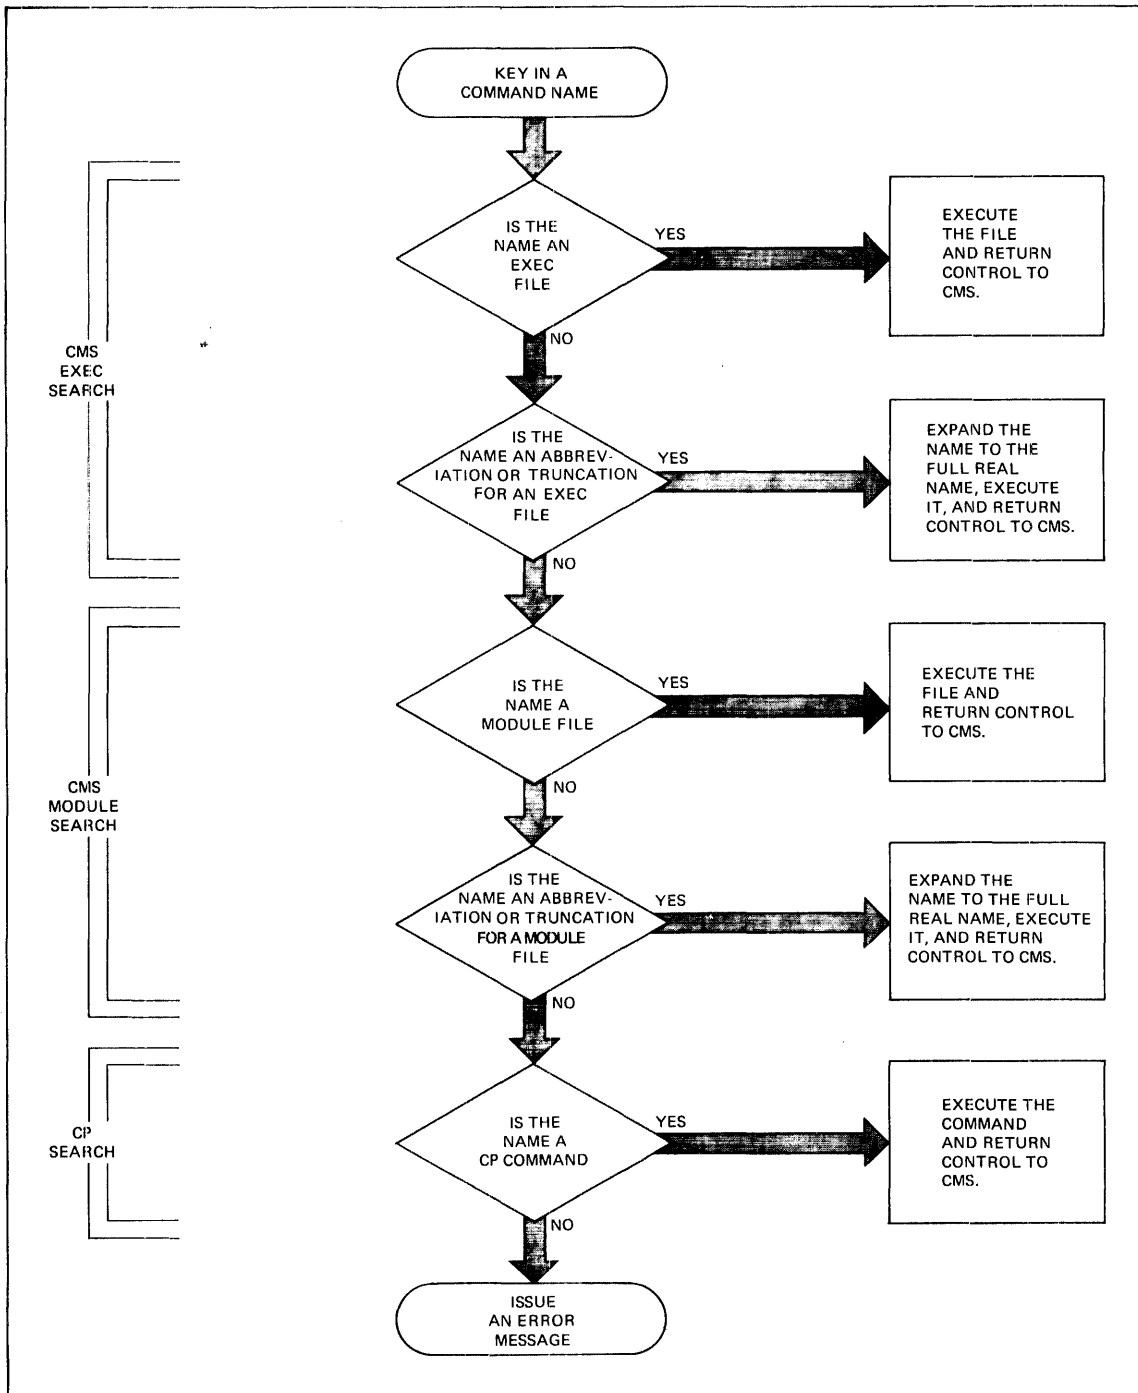 KEY IN A
COMMAND NAME
IS THE
NAME AN
EXEC
FILE
YES
EXECUTE
THE FILE
AND RETURN
CONTROL TO
CMS.
NO
CMS
EXEC
SEARCH
IS THE
NAME AN ABBREV-
IATION OR TRUNCATION
FOR AN EXEC
FILE
YES
EXPAND THE
NAME TO THE
FULL REAL
NAME, EXECUTE
IT, AND RETURN
CONTROL TO CMS.
NO
IS THE
NAME A
MODULE FILE
YES
EXECUTE THE
FILE AND
RETURN CONTROL
TO CMS.
NO
CMS
MODULE
SEARCH
IS THE
NAME AN ABBREV-
IATION OR TRUNCATION
FOR A MODULE
FILE
YES
EXPAND THE
NAME TO THE FULL
REAL NAME, EXECUTE
IT, AND RETURN
CONTROL TO CMS.
NO
CP
SEARCH
IS THE
NAME A
CP COMMAND
YES
EXECUTE THE
COMMAND
AND RETURN
CONTROL TO
CMS.
NO
ISSUE
AN ERROR
MESSAGE